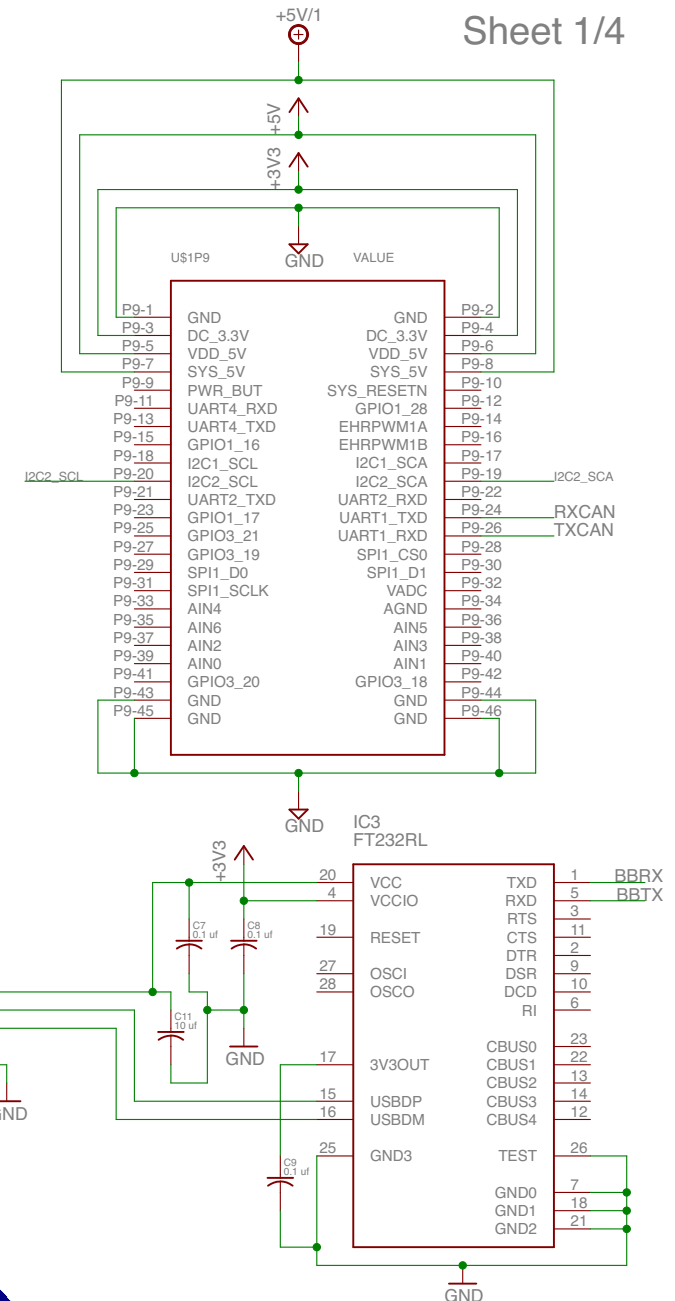 +5V/1
Sheet 1/4
+5V
+3V3
GND
U$1P9 VALUE
P9-1 GND GND P9-2
P9-3 DC_3.3V DC_3.3V P9-4
P9-5 VDD_5V VDD_5V P9-6
P9-7 SYS_5V SYS_5V P9-8
P9-9 PWR_BUT SYS_RESETN P9-10
P9-11 UART4_RXD GPIO1_28 P9-12
P9-13 UART4_TXD EHRPWM1A P9-14
P9-15 GPIO1_16 EHRPWM1B P9-16
P9-18 I2C1_SCL I2C1_SCA P9-17
I2C2_SCL P9-20 I2C2_SCL I2C2_SCA P9-19 I2C2_SCA
P9-21 UART2_TXD UART2_RXD P9-22
P9-23 GPIO1_17 UART1_TXD P9-24 RXCAN
P9-25 GPIO3_21 UART1_RXD P9-26 TXCAN
P9-27 GPIO3_19 SPI1_CS0 P9-28
P9-29 SPI1_D0 SPI1_D1 P9-30
P9-31 SPI1_SCLK VADC P9-32
P9-33 AIN4 AGND P9-34
P9-35 AIN6 AIN5 P9-36
P9-37 AIN2 AIN3 P9-38
P9-39 AIN0 AIN1 P9-40
P9-41 GPIO3_20 GPIO3_18 P9-42
P9-43 GND GND P9-44
P9-45 GND GND P9-46
GND
IC3
FT232RL
+3V3
20 VCC TXD 1 BBRX
4 VCCIO RXD 5 BBTX
RTS 3
C7 C8
0.1 uf 0.1 uf
19 RESET CTS 11
DTR 2
27 OSCI DSR 9
28 OSCO DCD 10
RI 6
C11
10 uf
GND
CBUS0 23
17 3V3OUT CBUS1 22
CBUS2 13
15 USBDP CBUS3 14
16 USBDM CBUS4 12
ND
25 GND3 TEST 26
C9
0.1 uf
GND0 7
GND1 18
GND2 21
GND